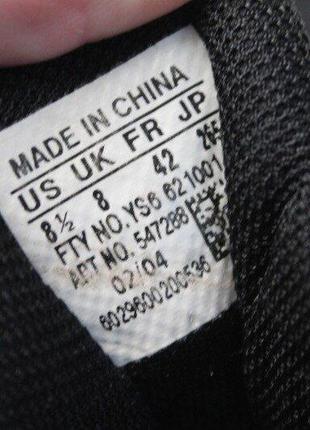 MADE IN CHINA
US UK FR JP
8½ 8 42 265
FTY NO. YS6 621001
ART NO. 547288
02/04
6029600200536